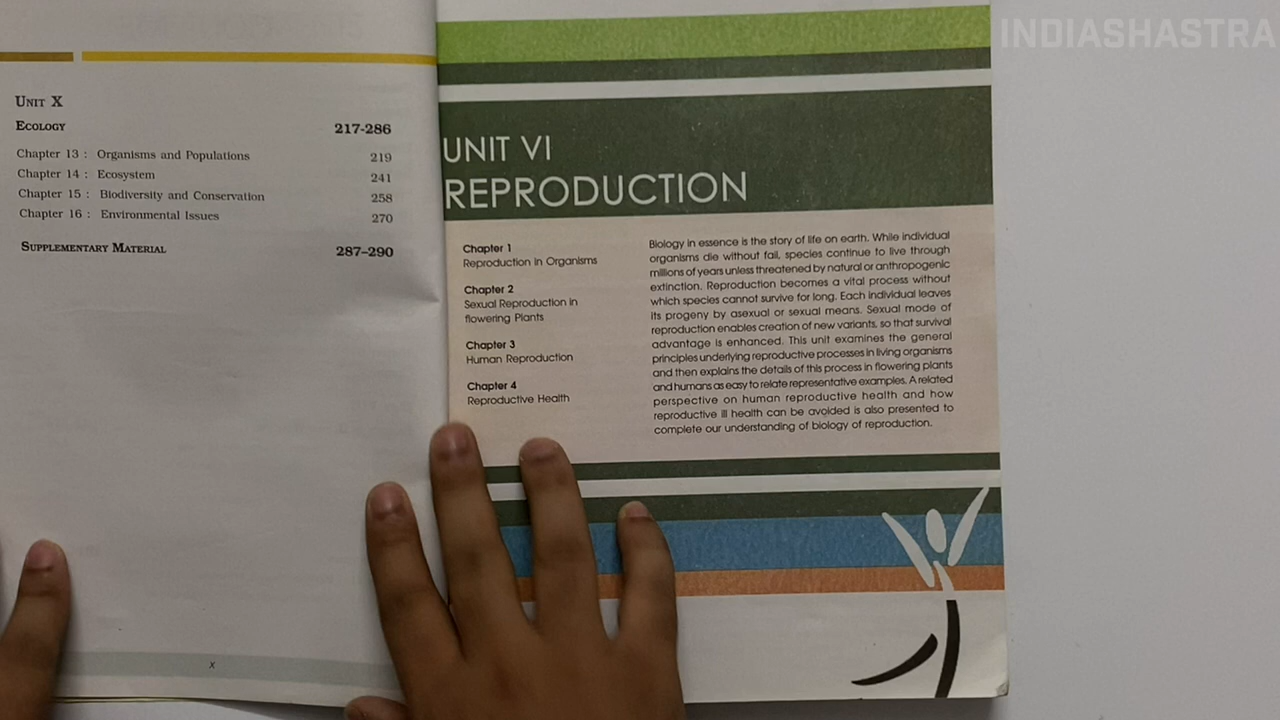 INDIASHASTRA
UNIT X
ECOLOGY 217-286
Chapter 13 : Organisms and Populations 219
Chapter 14 : Ecosystem 241
Chapter 15 : Biodiversity and Conservation 258
Chapter 16 : Environmental Issues 270
SUPPLEMENTARY MATERIAL 287–290
x
UNIT VI
REPRODUCTION
Chapter 1
Reproduction in Organisms
Chapter 2
Sexual Reproduction in
flowering Plants
Chapter 3
Human Reproduction
Chapter 4
Reproductive Health
Biology in essence is the story of life on earth. While individual
organisms die without fail, species continue to live through
millions of years unless threatened by natural or anthropogenic
extinction. Reproduction becomes a vital process without
which species cannot survive for long. Each individual leaves
its progeny by asexual or sexual means. Sexual mode of
reproduction enables creation of new variants, so that survival
advantage is enhanced. This unit examines the general
principles underlying reproductive processes in living organisms
and then explains the details of this process in flowering plants
and humans as easy to relate representative examples. A related
perspective on human reproductive health and how
reproductive ill health can be avoided is also presented to
complete our understanding of biology of reproduction.